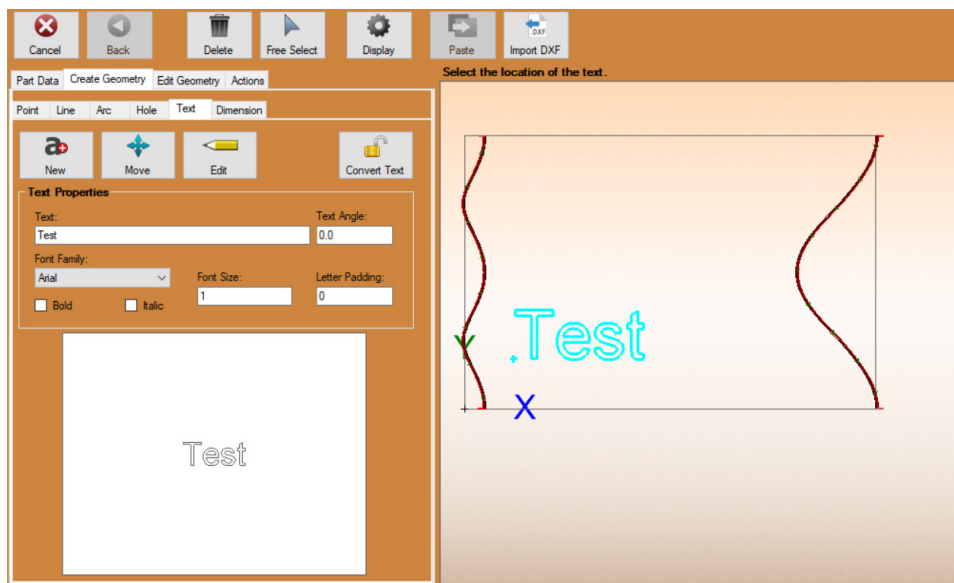 .DXF
Cancel Back Delete Free Select Display Paste Import DXF
Part Data Create Geometry Edit Geometry Actions
Select the location of the text.
Point Line Arc Hole Text Dimension
a
New Move Edit Convert Text
Text Properties
Text: Text Angle:
Test 0.0
Font Family:
Arial Font Size: Letter Padding:
Bold Italic 1 0
Test
Test
Y
X